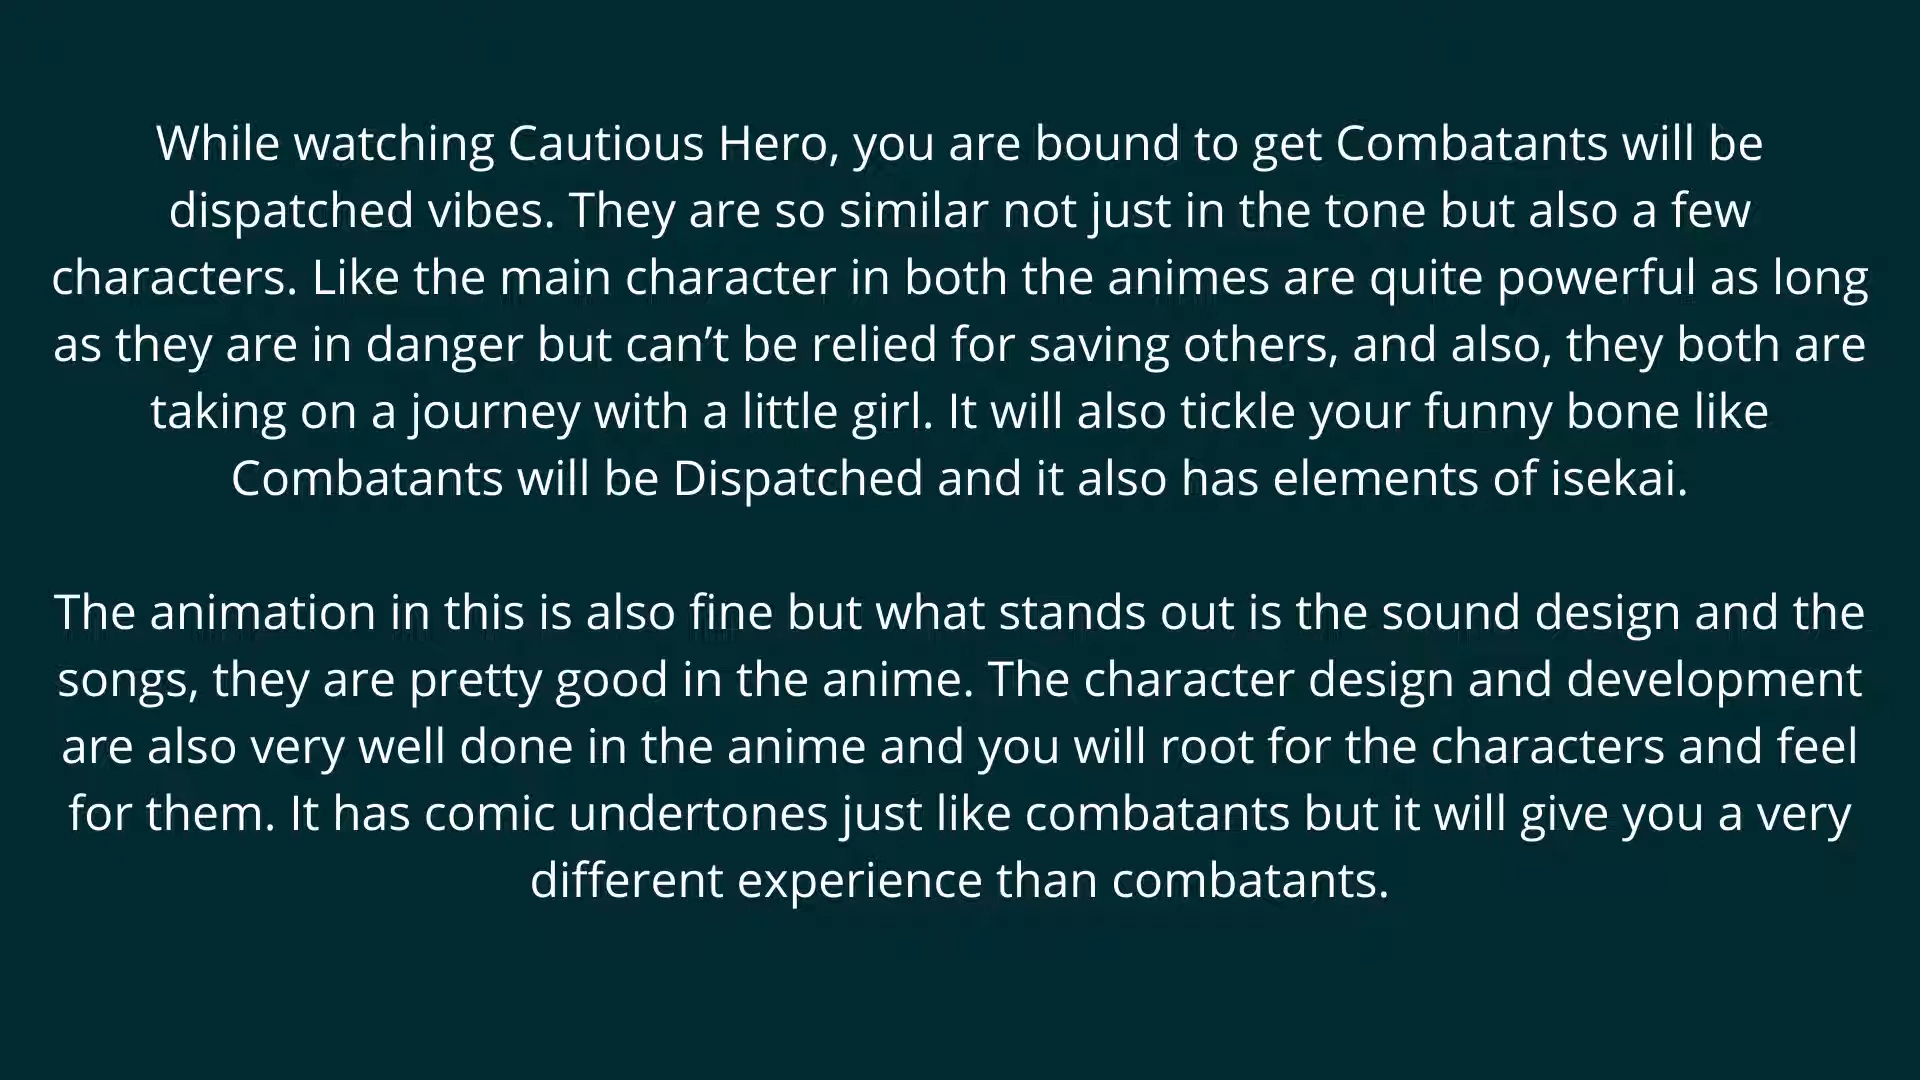 While watching Cautious Hero, you are bound to get Combatants will be
dispatched vibes. They are so similar not just in the tone but also a few
characters. Like the main character in both the animes are quite powerful as long
as they are in danger but can’t be relied for saving others, and also, they both are
taking on a journey with a little girl. It will also tickle your funny bone like
Combatants will be Dispatched and it also has elements of isekai.
The animation in this is also fine but what stands out is the sound design and the
songs, they are pretty good in the anime. The character design and development
are also very well done in the anime and you will root for the characters and feel
for them. It has comic undertones just like combatants but it will give you a very
different experience than combatants.